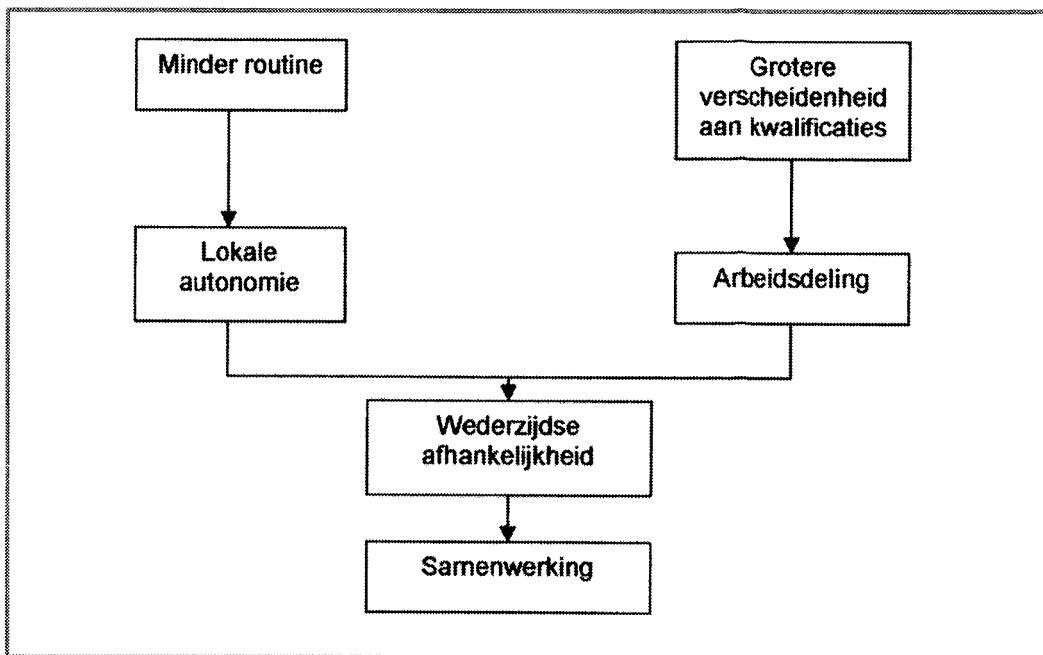 Minder routine
Grotere
verscheidenheid
aan kwalificaties
Lokale
autonomie
Arbeidsdeling
Wederzijdse
afhankelijkheid
Samenwerking